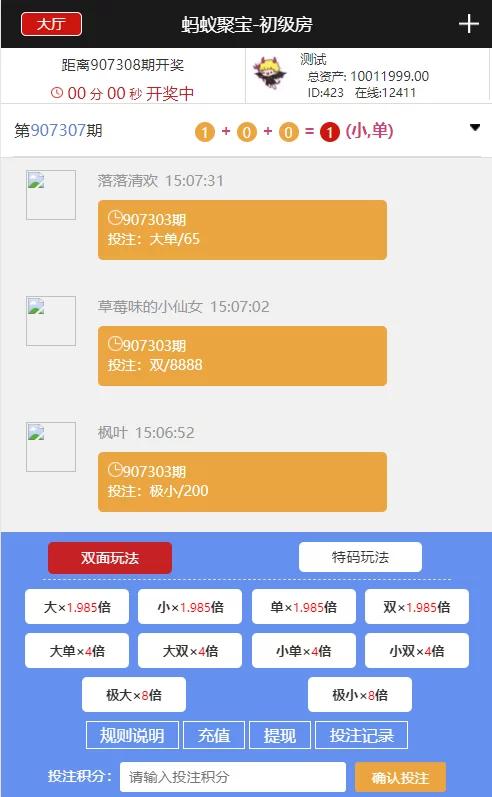 大厅
蚂蚁聚宝-初级房
+
距离907308期开奖
00 分 00 秒 开奖中
测试
总资产: 10011999.00
ID:423 在线:12411
第907307期
1 + 0 + 0 = 1 (小,单)
落落清欢 15:07:31
907303期
投注：大单/65
草莓味的小仙女 15:07:02
907303期
投注：双/8888
枫叶 15:06:52
907303期
投注：极小/200
双面玩法 特码玩法
大×1.985倍 小×1.985倍 单×1.985倍 双×1.985倍
大单×4倍 大双×4倍 小单×4倍 小双×4倍
极大×8倍 极小×8倍
规则说明 充值 提现 投注记录
投注积分： 请输入投注积分 确认投注